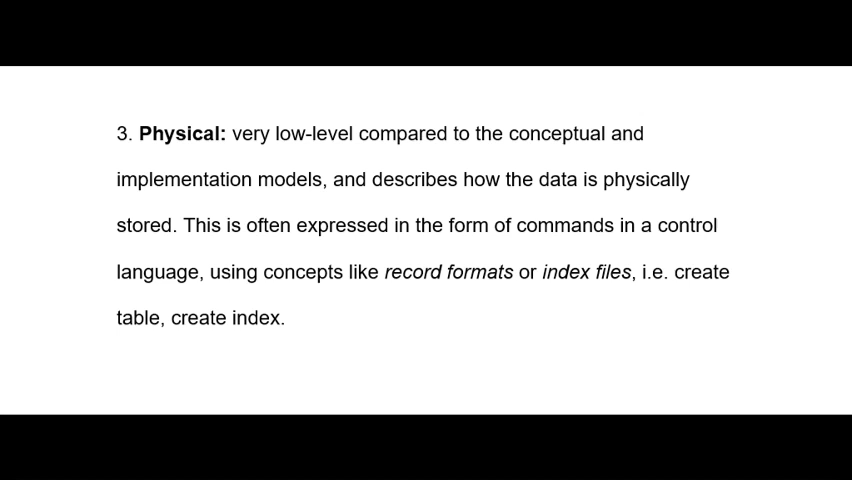 3. Physical: very low-level compared to the conceptual and
implementation models, and describes how the data is physically
stored. This is often expressed in the form of commands in a control
language, using concepts like record formats or index files, i.e. create
table, create index.